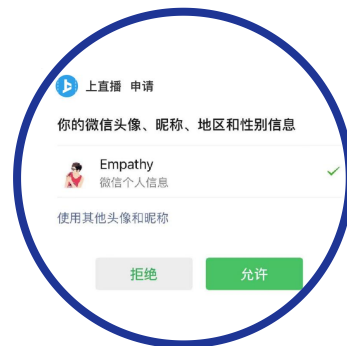 上直播 申请
你的微信头像、昵称、地区和性别信息
Empathy
微信个人信息
使用其他头像和昵称
拒绝 允许